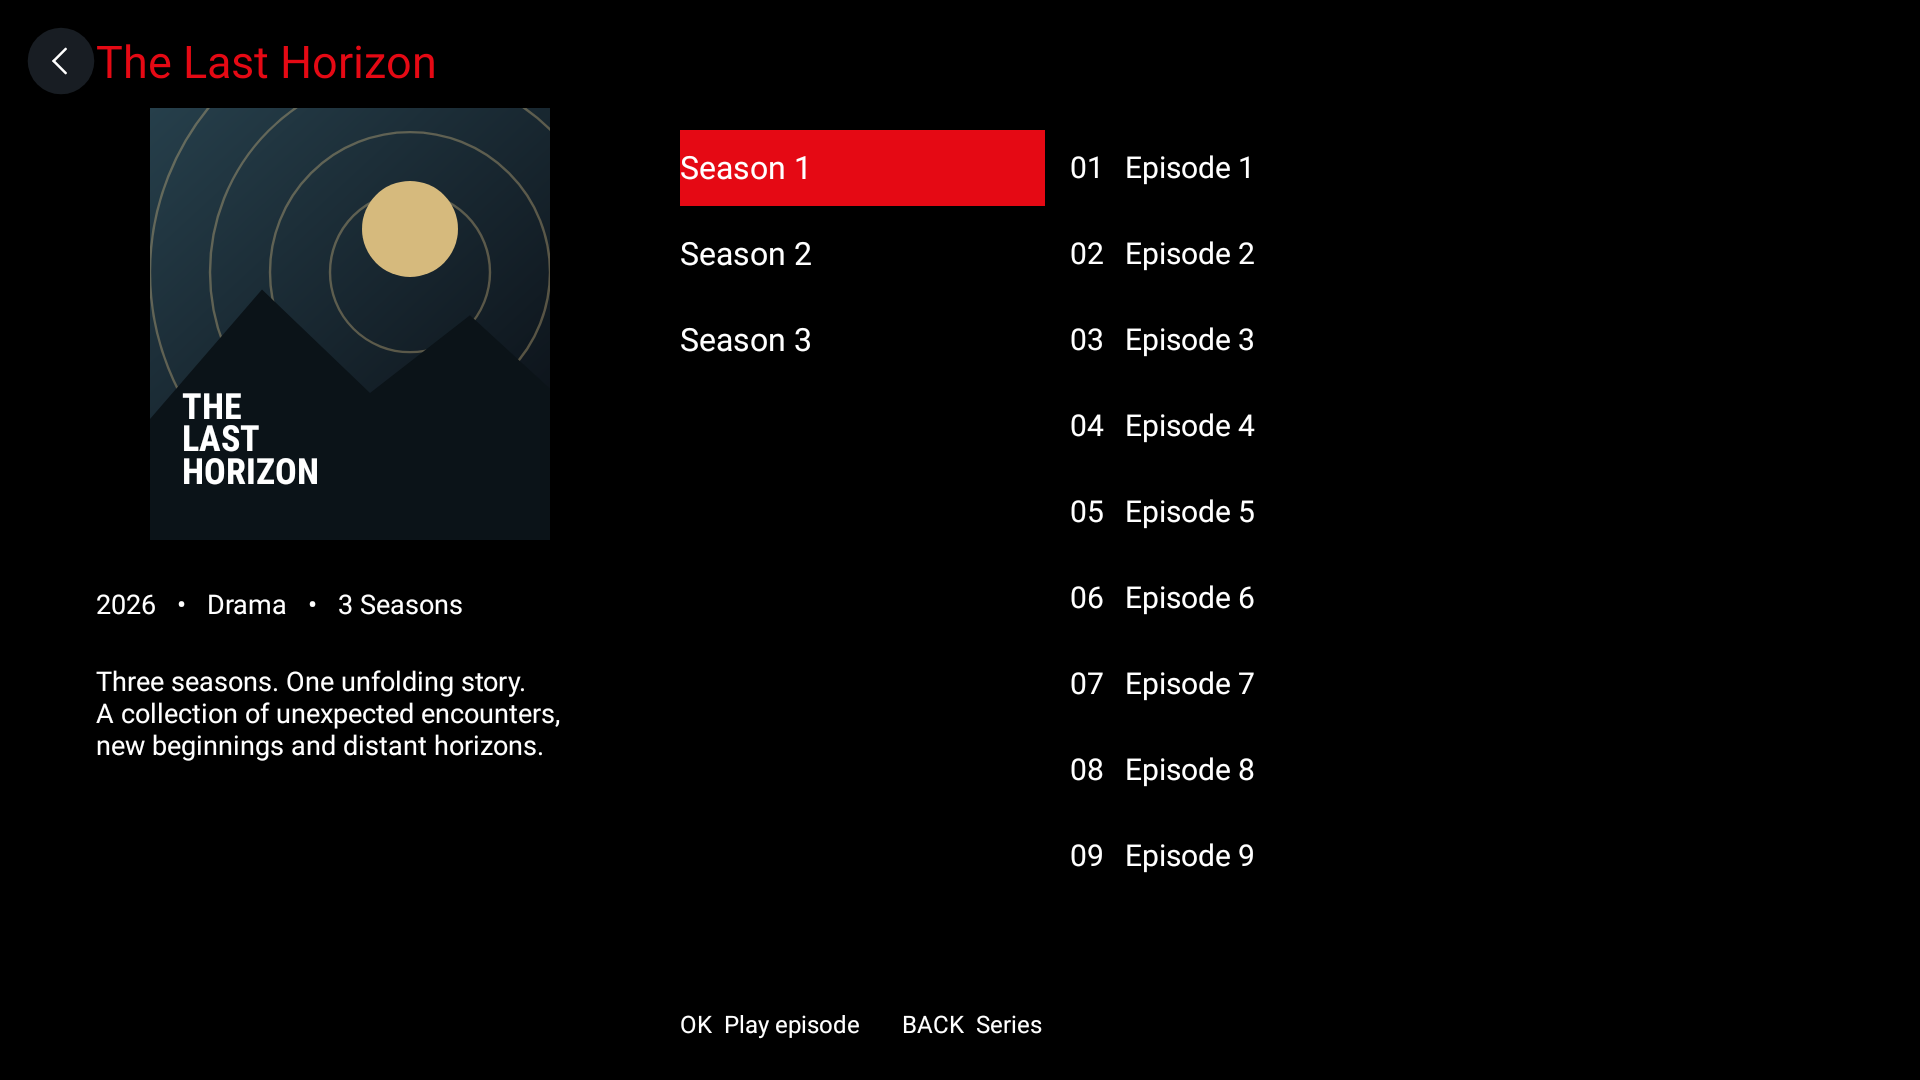 The Last Horizon
THE
LAST
HORIZON
2026 • Drama • 3 Seasons
Three seasons. One unfolding story.
A collection of unexpected encounters,
new beginnings and distant horizons.
Season 1
Season 2
Season 3
01 Episode 1
02 Episode 2
03 Episode 3
04 Episode 4
05 Episode 5
06 Episode 6
07 Episode 7
08 Episode 8
09 Episode 9
OK Play episode BACK Series